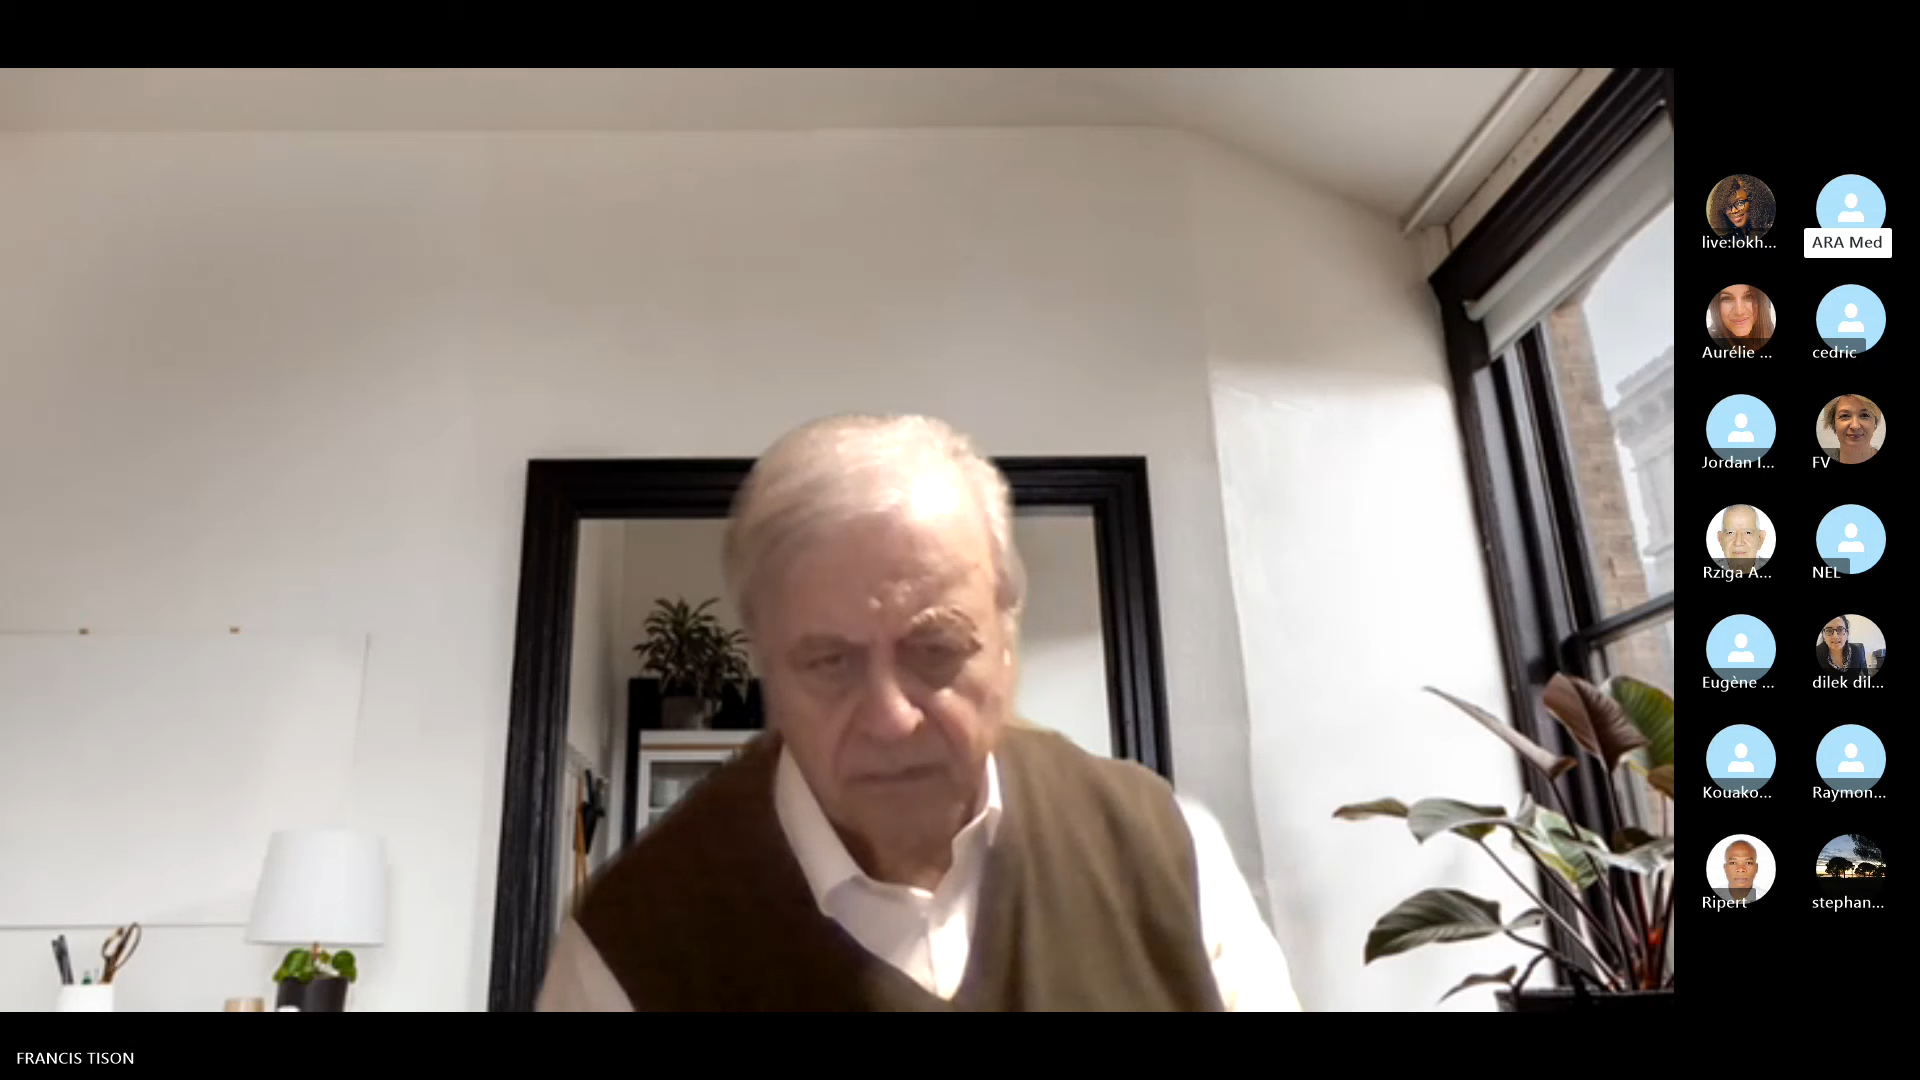 live:lokh...
ARA Med
Aurélie ...
cedric
Jordan I...
FV
Rziga A...
NEL
Eugène ...
dilek dil...
Kouako...
Raymon...
Ripert
stephan...
FRANCIS TISON